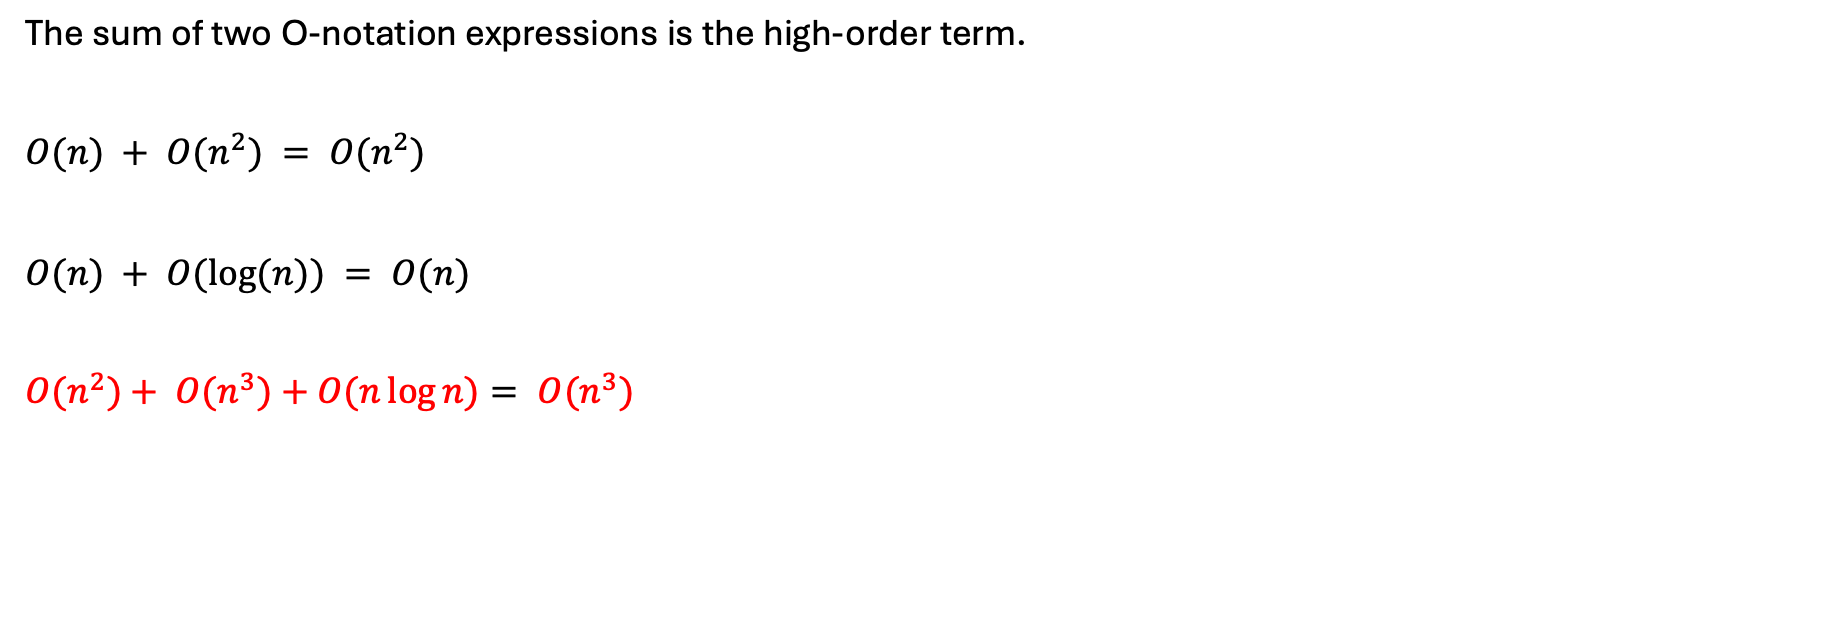 The sum of two O-notation expressions is the high-order term.
O(n) + O(n²) = O(n²)
O(n) + O(log(n)) = O(n)
O(n²) + O(n³) + O(n log n) = O(n³)